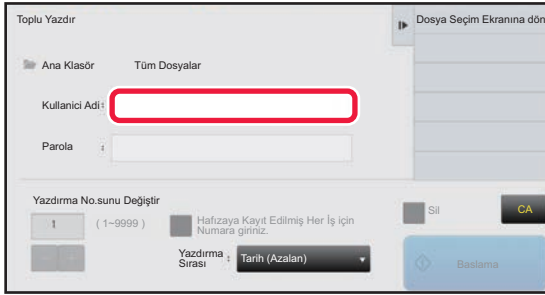 Toplu Yazdır
Dosya Seçim Ekranına dön
Ana Klasör Tüm Dosyalar
Kullanici Adi :
Parola :
Yazdırma No.sunu Değiştir
1 ( 1~9999 )
Hafızaya Kayıt Edilmiş Her İş için
Numara giriniz.
Sil
CA
Yazdırma
Sırası : Tarih (Azalan)
Baslama